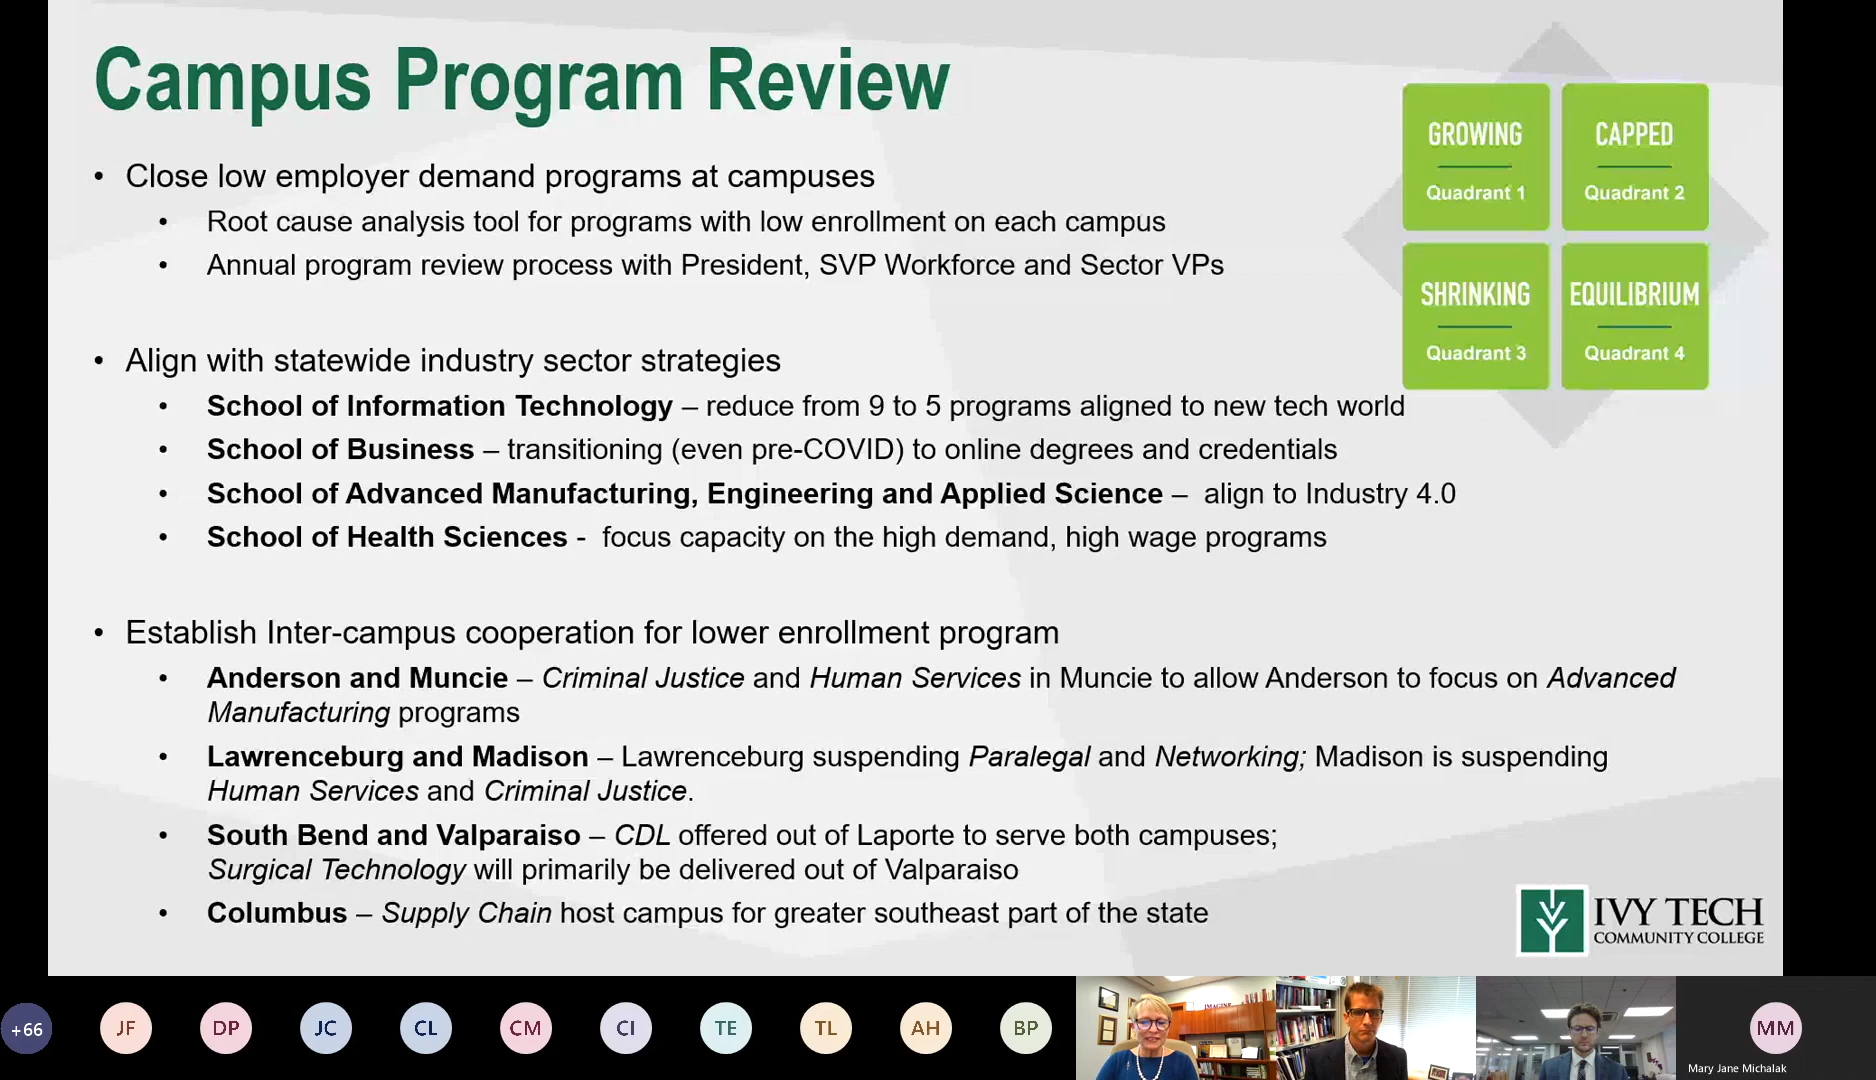 Campus Program Review
• Close low employer demand programs at campuses
• Root cause analysis tool for programs with low enrollment on each campus
• Annual program review process with President, SVP Workforce and Sector VPs
• Align with statewide industry sector strategies
• School of Information Technology – reduce from 9 to 5 programs aligned to new tech world
• School of Business – transitioning (even pre-COVID) to online degrees and credentials
• School of Advanced Manufacturing, Engineering and Applied Science – align to Industry 4.0
• School of Health Sciences - focus capacity on the high demand, high wage programs
• Establish Inter-campus cooperation for lower enrollment program
• Anderson and Muncie – Criminal Justice and Human Services in Muncie to allow Anderson to focus on Advanced
Manufacturing programs
• Lawrenceburg and Madison – Lawrenceburg suspending Paralegal and Networking; Madison is suspending
Human Services and Criminal Justice.
• South Bend and Valparaiso – CDL offered out of Laporte to serve both campuses;
Surgical Technology will primarily be delivered out of Valparaiso
• Columbus – Supply Chain host campus for greater southeast part of the state
GROWING
Quadrant 1
CAPPED
Quadrant 2
SHRINKING
Quadrant 3
EQUILIBRIUM
Quadrant 4
IVY TECH
COMMUNITY COLLEGE
+66
JF
DP
JC
CL
CM
CI
TE
TL
AH
BP
IMAGINE
MM
Mary Jane Michalak